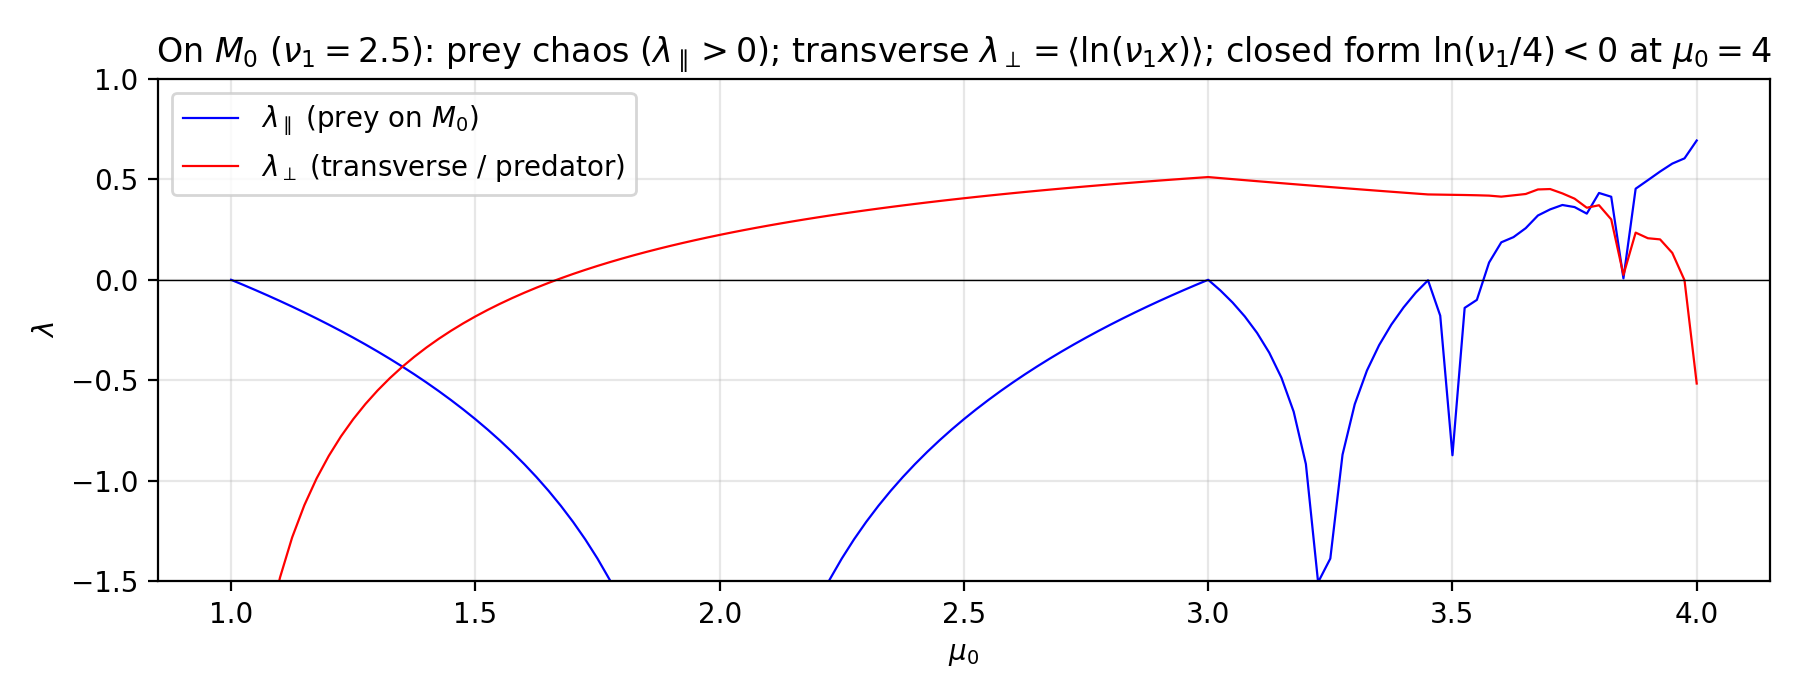 On M₀ (ν₁ = 2.5): prey chaos (λ∥ > 0); transverse λ⊥ = ⟨ln(ν₁x)⟩; closed form ln(ν₁/4) < 0 at μ₀ = 4
λ∥ (prey on M₀)
λ⊥ (transverse / predator)
1.0
0.5
0.0
−0.5
−1.0
−1.5
λ
1.0 1.5 2.0 2.5 3.0 3.5 4.0
μ₀